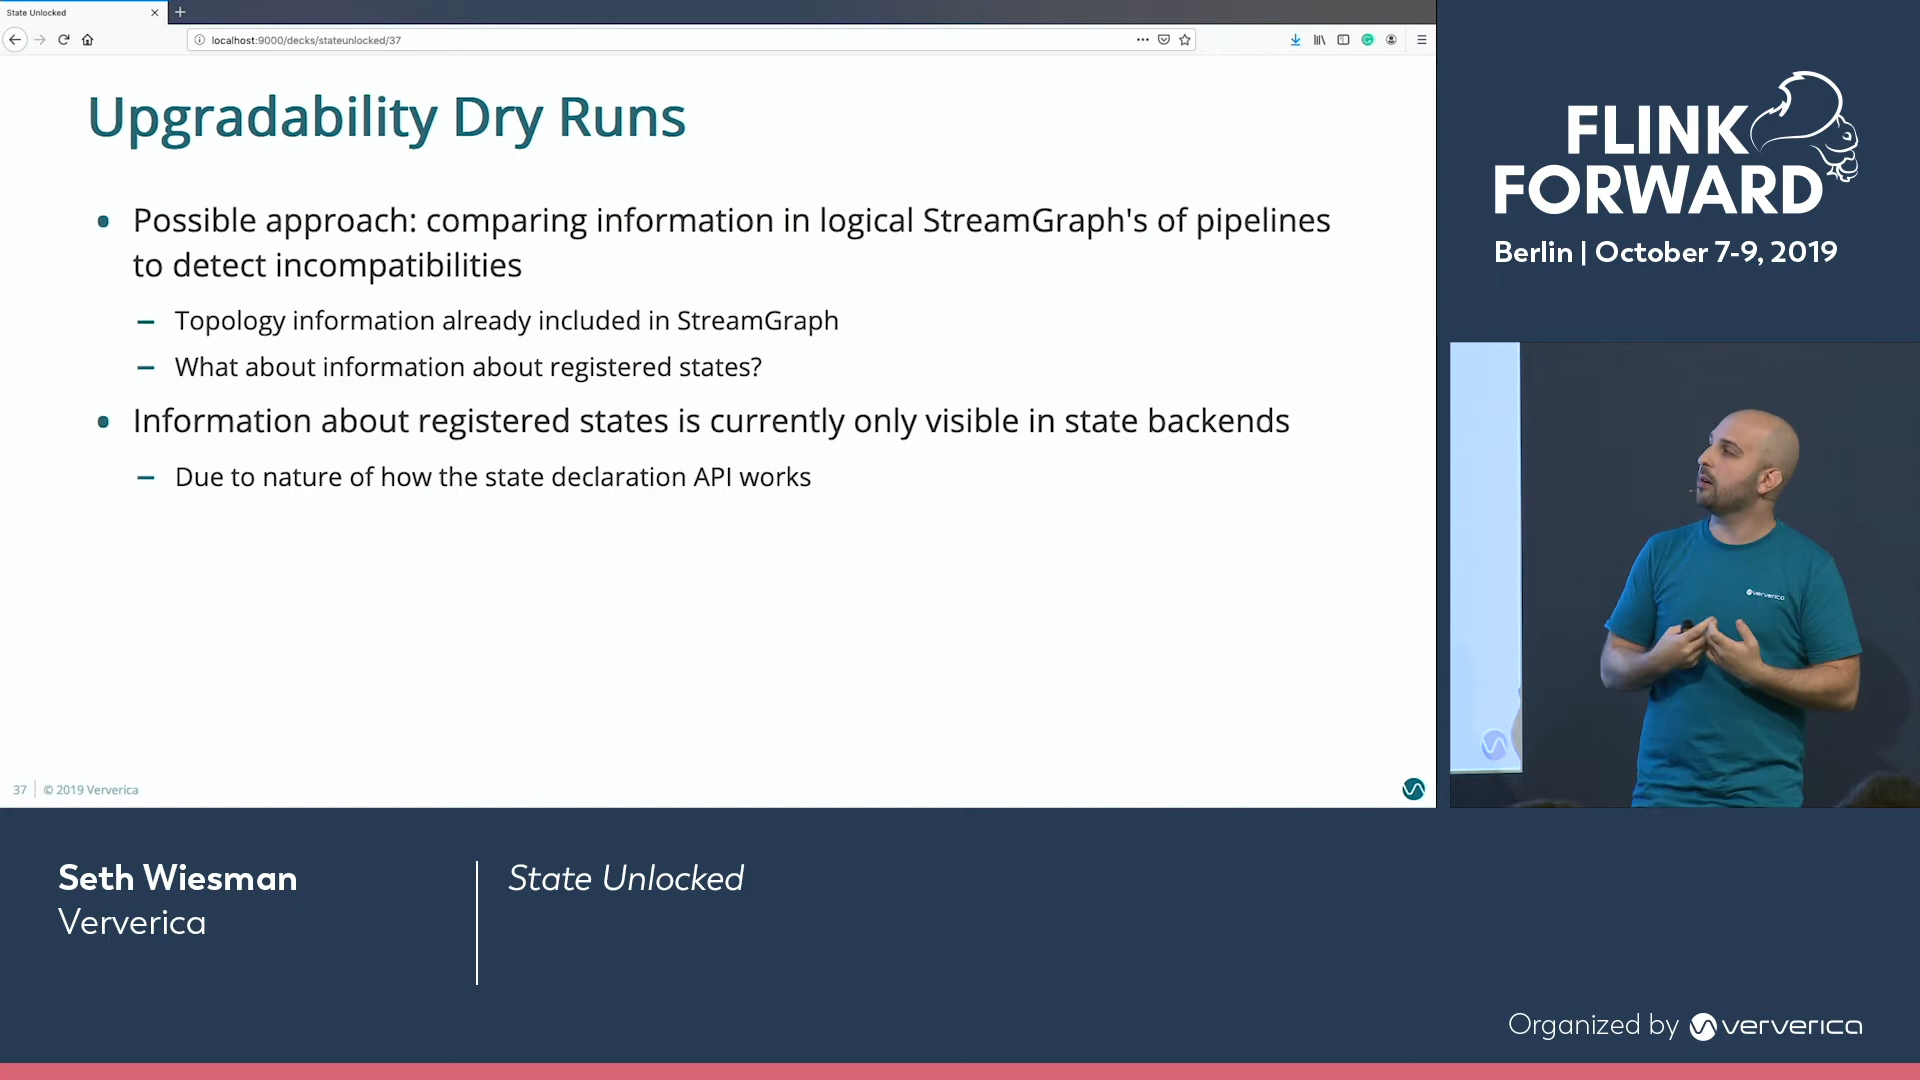 State Unlocked
localhost:9000/decks/stateunlocked/37
Upgradability Dry Runs
Possible approach: comparing information in logical StreamGraph's of pipelines
to detect incompatibilities
Topology information already included in StreamGraph
What about information about registered states?
Information about registered states is currently only visible in state backends
Due to nature of how the state declaration API works
37
© 2019 Ververica
FLINK
FORWARD
Berlin | October 7-9, 2019
ververica
Seth Wiesman
Ververica
State Unlocked
Organized by ververica